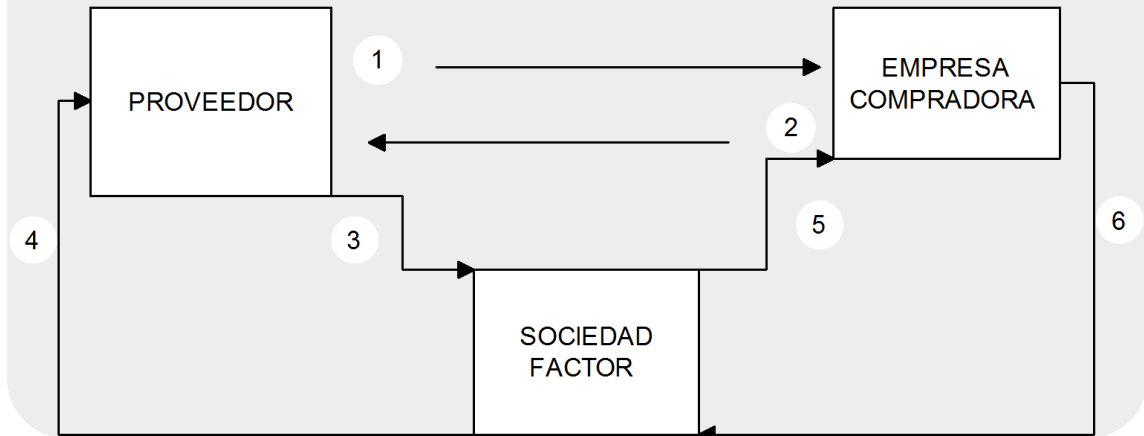 1
EMPRESA
COMPRADORA
PROVEEDOR
2
3
4
5
6
SOCIEDAD
FACTOR